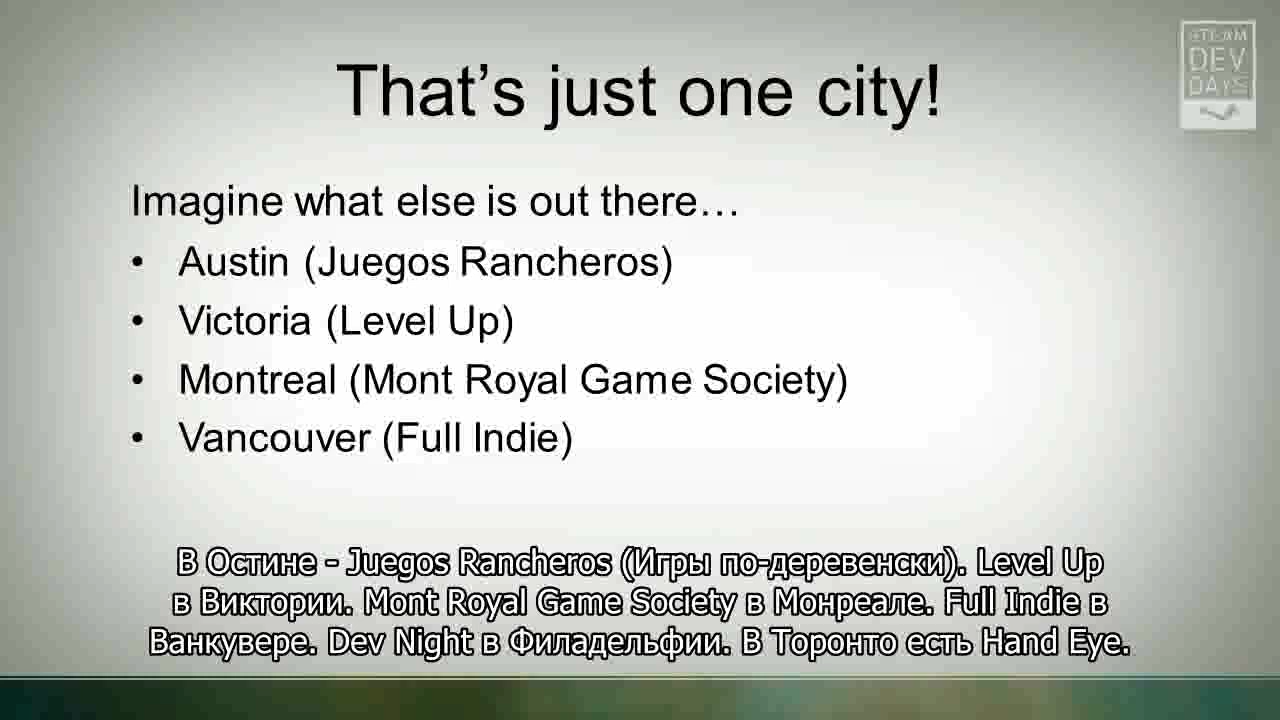 That's just one city!
STEAM
DEV
DAYS
Imagine what else is out there…
• Austin (Juegos Rancheros)
• Victoria (Level Up)
• Montreal (Mont Royal Game Society)
• Vancouver (Full Indie)
В Остине - Juegos Rancheros (Игры по-деревенски). Level Up
в Виктории. Mont Royal Game Society в Монреале. Full Indie в
Ванкувере. Dev Night в Филадельфии. В Торонто есть Hand Eye.